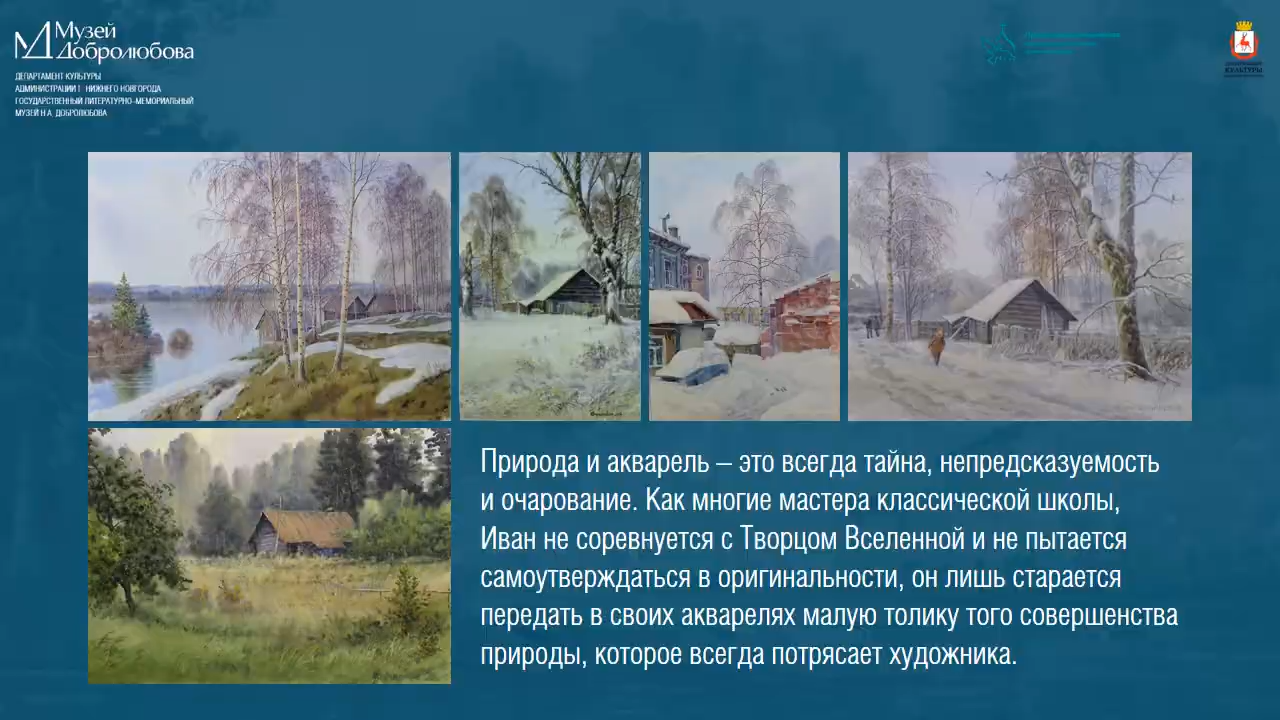 Музей
Добролюбова
ДЕПАРТАМЕНТ КУЛЬТУРЫ
АДМИНИСТРАЦИИ Г. НИЖНЕГО НОВГОРОДА
ГОСУДАРСТВЕННЫЙ ЛИТЕРАТУРНО-МЕМОРИАЛЬНЫЙ
МУЗЕЙ Н.А. ДОБРОЛЮБОВА
КУЛЬТУРЫ
Природа и акварель – это всегда тайна, непредсказуемость
и очарование. Как многие мастера классической школы,
Иван не соревнуется с Творцом Вселенной и не пытается
самоутверждаться в оригинальности, он лишь старается
передать в своих акварелях малую толику того совершенства
природы, которое всегда потрясает художника.